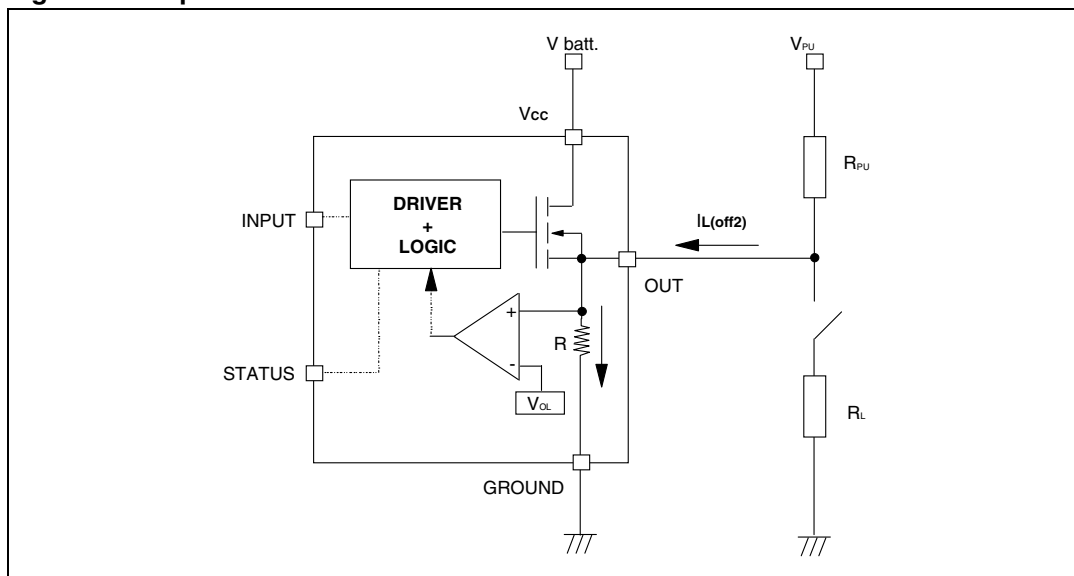 V batt.
VPU
Vcc
RPU
DRIVER
+
LOGIC
INPUT
IL(off2)
OUT
+
R
-
STATUS
VOL
RL
GROUND